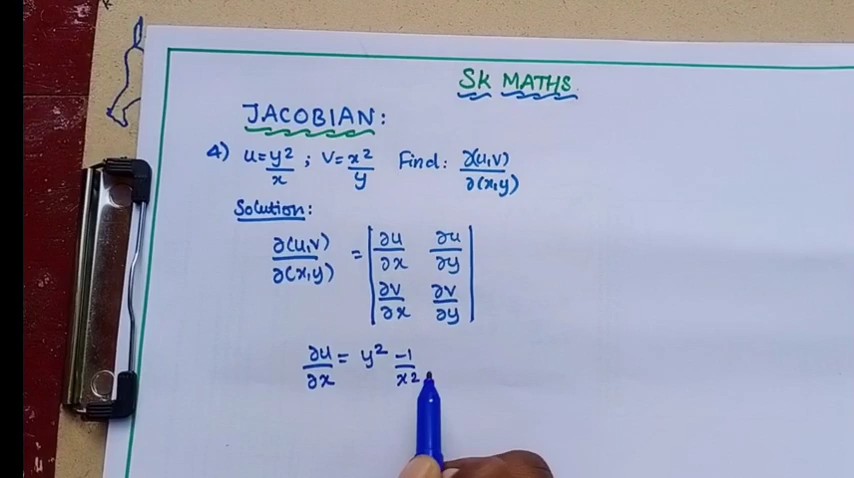 SK MATHS
JACOBIAN:
4) u=y²/x ; v=x²/y Find: ∂(u,v)/∂(x,y)
Solution:
∂(u,v)/∂(x,y) = | ∂u/∂x ∂u/∂y |
| ∂v/∂x ∂v/∂y |
∂u/∂x = y² -1/x²